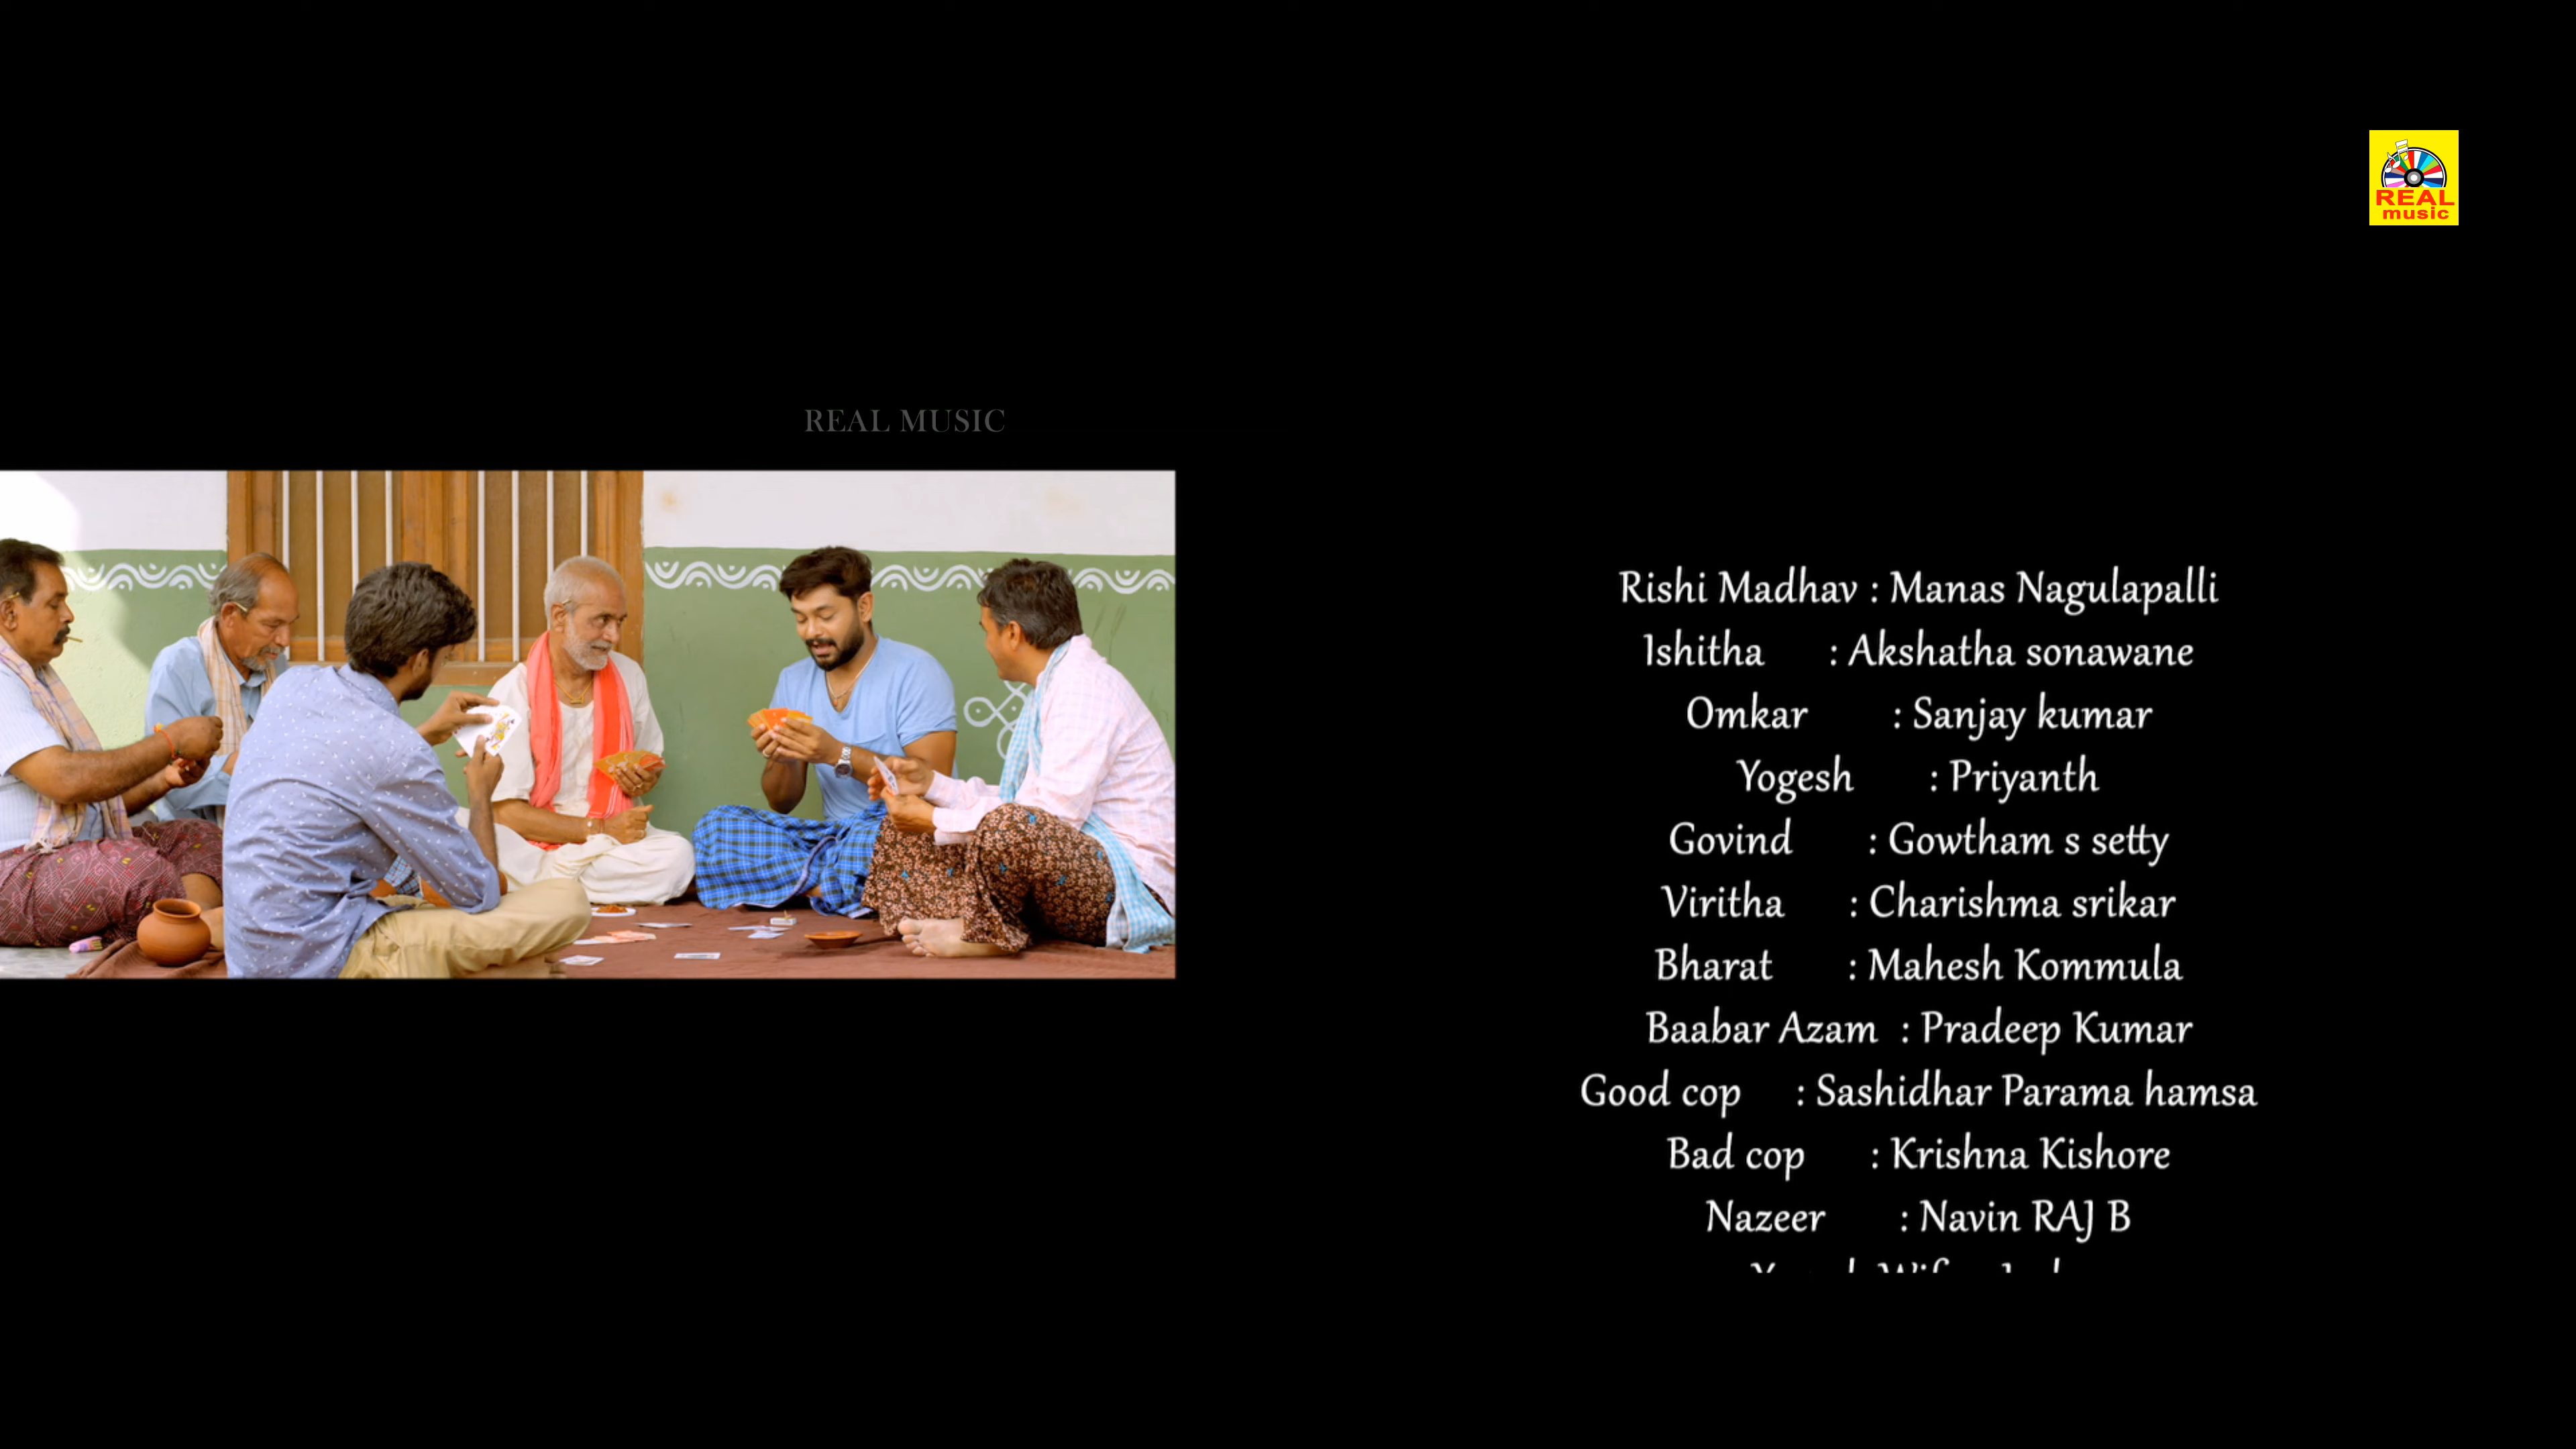 REAL
music
REAL MUSIC
Rishi Madhav : Manas Nagulapalli
Ishitha : Akshatha sonawane
Omkar : Sanjay kumar
Yogesh : Priyanth
Govind : Gowtham s setty
Viritha : Charishma srikar
Bharat : Mahesh Kommula
Baabar Azam : Pradeep Kumar
Good cop : Sashidhar Parama hamsa
Bad cop : Krishna Kishore
Nazeer : Navin RAJ B